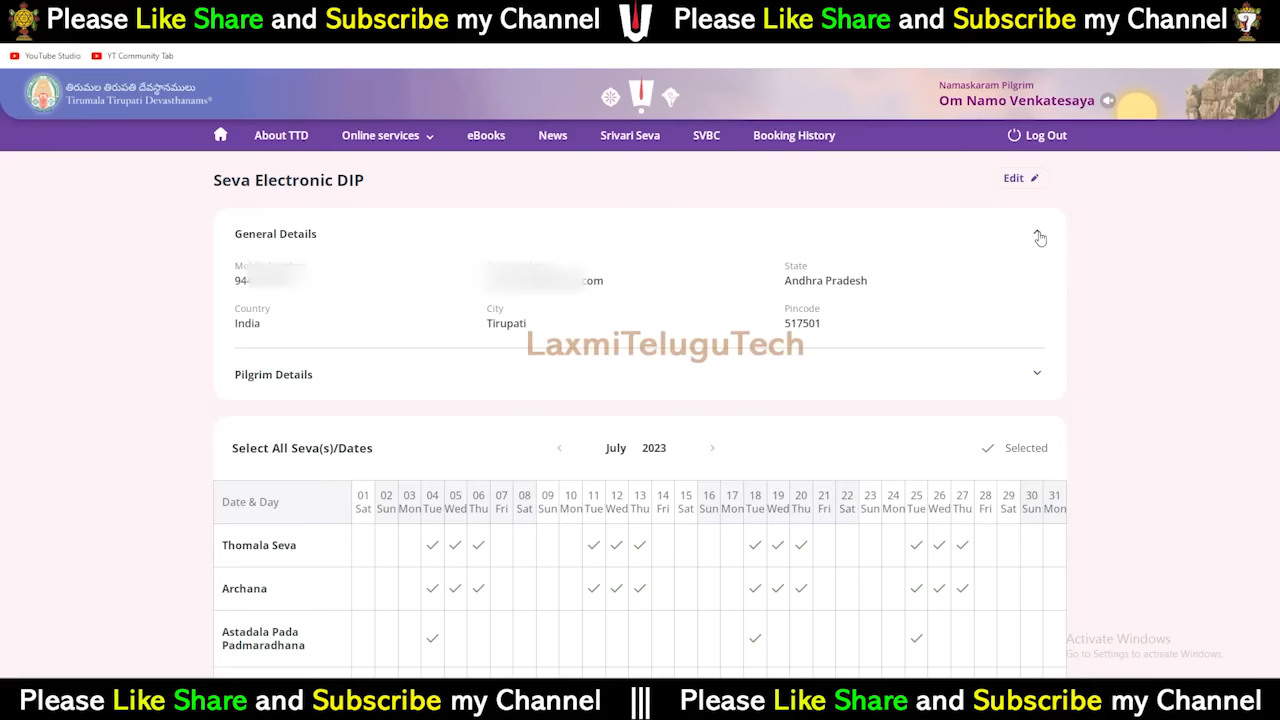 Please Like Share and Subscribe my Channel Please Like Share and Subscribe my Channel
YouTube Studio YT Community Tab
తిరుమల తిరుపతి దేవస్థానములు
Tirumala Tirupati Devasthanams®
Namaskaram Pilgrim
Om Namo Venkatesaya
About TTD Online services eBooks News Srivari Seva SVBC Booking History Log Out
Seva Electronic DIP Edit
General Details
State
94 com Andhra Pradesh
Country City Pincode
India Tirupati 517501
LaxmiTeluguTech
Pilgrim Details
Select All Seva(s)/Dates July 2023 Selected
Date & Day 01 02 03 04 05 06 07 08 09 10 11 12 13 14 15 16 17 18 19 20 21 22 23 24 25 26 27 28 29 30 31
Sat Sun Mon Tue Wed Thu Fri Sat Sun Mon Tue Wed Thu Fri Sat Sun Mon Tue Wed Thu Fri Sat Sun Mon Tue Wed Thu Fri Sat Sun Mon
Thomala Seva
Archana
Astadala Pada
Padmaradhana
Activate Windows
Go to Settings to activate Windows.
Please Like Share and Subscribe my Channel ||| Please Like Share and Subscribe my Channel